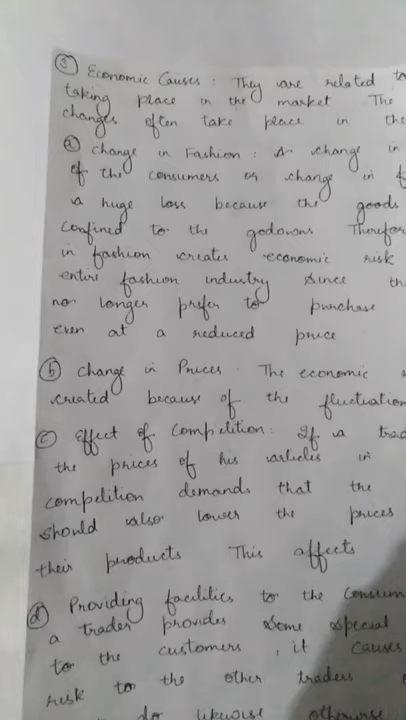 ③ Economic Causes : They are related to
taking place in the market The
changes often take place in the
ⓐ change in Fashion : A change in
of the consumers or change in f
a huge loss because the goods
confined to the godowns Therefor
in fashion creates economic risk
entire fashion industry since th
no longer prefer to purchase
even at a reduced price
ⓑ change in Prices. The economic
created because of the fluctuation
ⓒ Effect of Competition : If a trad
the prices of his articles in
competition demands that the
should also lower the prices
their products This affects
ⓓ Providing facilities to the Consum
a trader provides some special
to the customers , it causes
risk to the other traders
do likewise otherwise